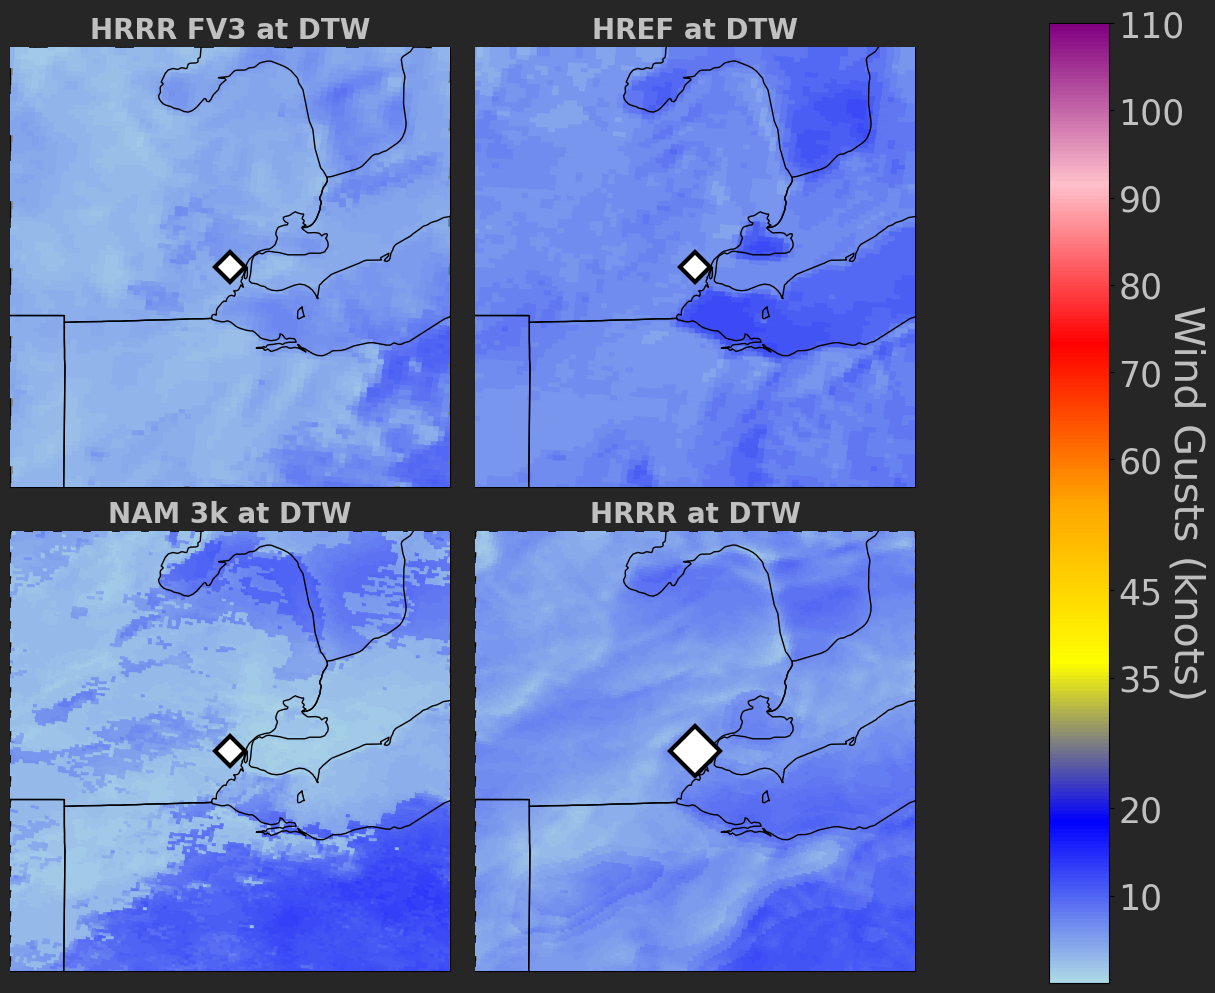 HRRR FV3 at DTW
HREF at DTW
NAM 3k at DTW
HRRR at DTW
110
100
90
80
70
60
45
35
20
10
Wind Gusts (knots)